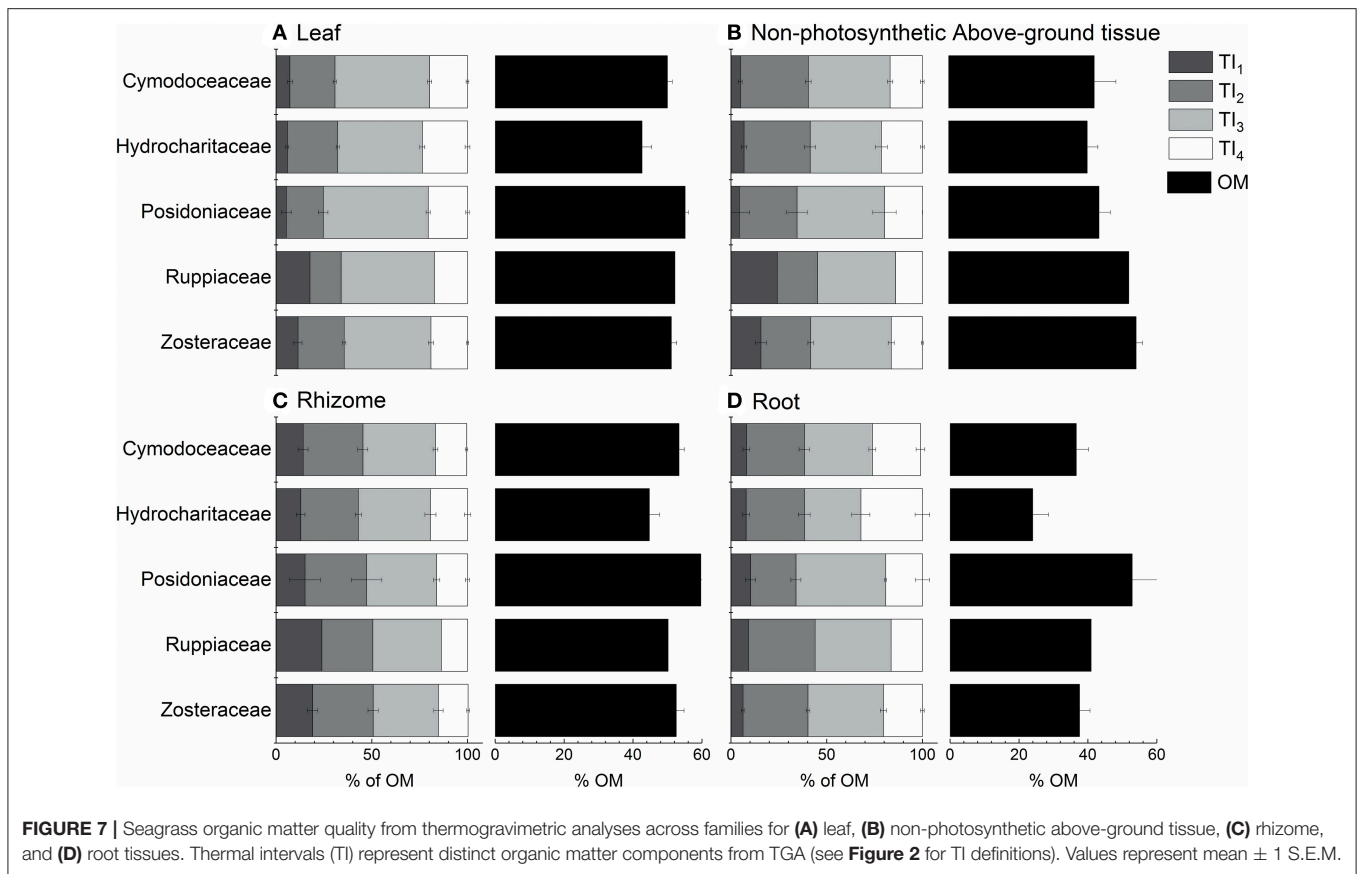 A Leaf
B Non-photosynthetic Above-ground tissue
TI1
TI2
TI3
TI4
OM
Cymodoceaceae
Hydrocharitaceae
Posidoniaceae
Ruppiaceae
Zosteraceae
C Rhizome
D Root
Cymodoceaceae
Hydrocharitaceae
Posidoniaceae
Ruppiaceae
Zosteraceae
0 50 100 0 20 40 60 0 50 100 0 20 40 60
% of OM % OM % of OM % OM
FIGURE 7 | Seagrass organic matter quality from thermogravimetric analyses across families for (A) leaf, (B) non-photosynthetic above-ground tissue, (C) rhizome,
and (D) root tissues. Thermal intervals (TI) represent distinct organic matter components from TGA (see Figure 2 for TI definitions). Values represent mean ± 1 S.E.M.